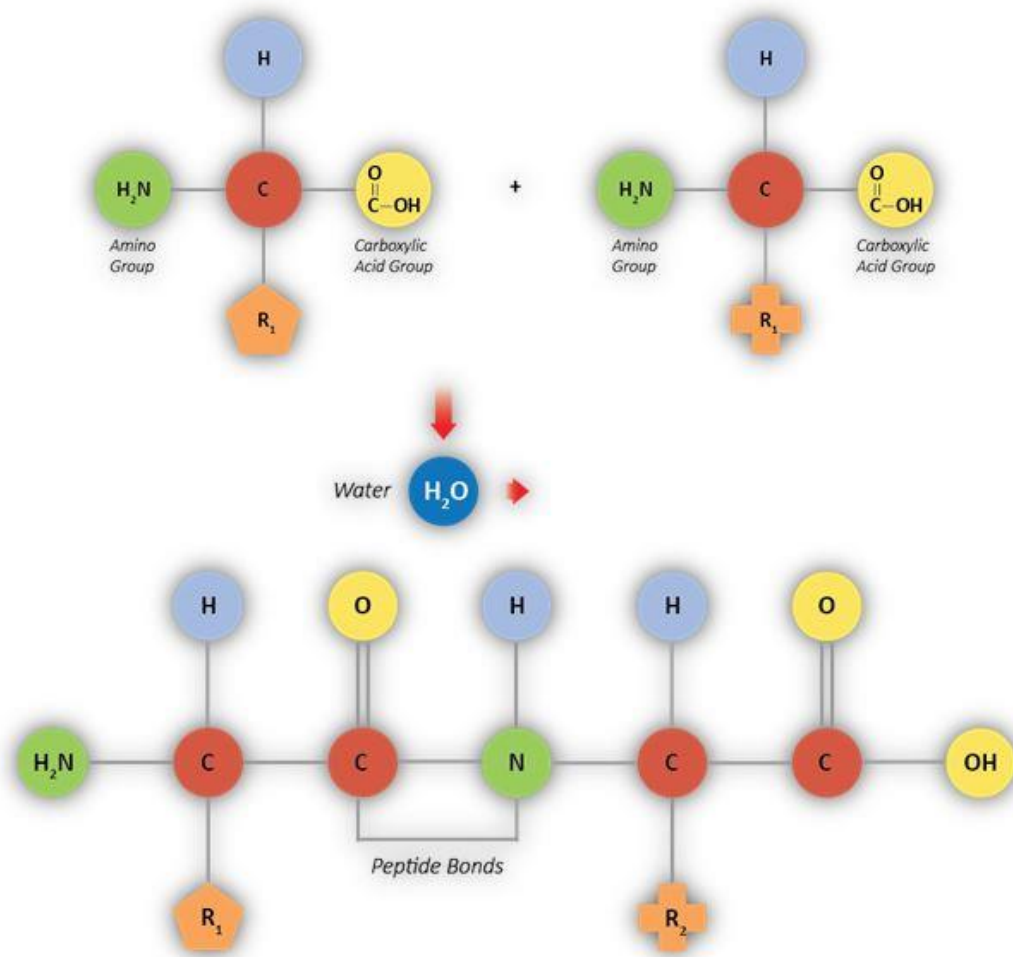 H
H
H₂N C O C–OH + H₂N C O C–OH
Amino Group
Carboxylic Acid Group
Amino Group
Carboxylic Acid Group
R₁
R₁
Water H₂O
H O H H O
H₂N C C N C C OH
Peptide Bonds
R₁ R₂